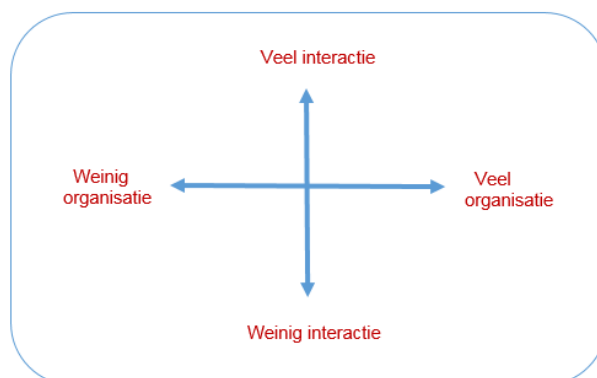 Veel interactie
Weinig
organisatie
Veel
organisatie
Weinig interactie